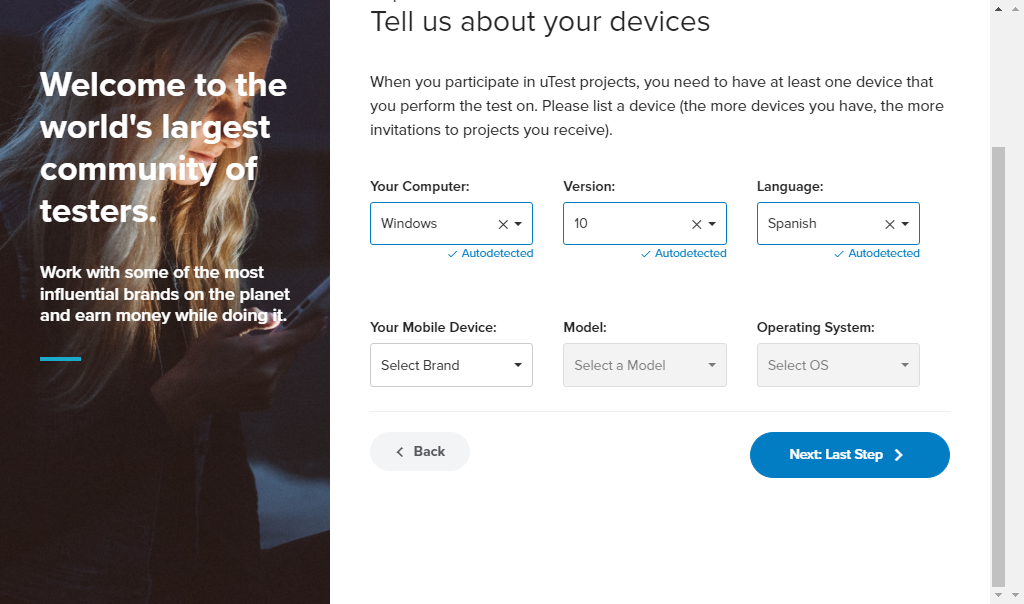 Welcome to the
world's largest
community of
testers.
Work with some of the most
influential brands on the planet
and earn money while doing it.
Tell us about your devices
When you participate in uTest projects, you need to have at least one device that
you perform the test on. Please list a device (the more devices you have, the more
invitations to projects you receive).
Your Computer: Version: Language:
Windows 10 Spanish
Autodetected Autodetected Autodetected
Your Mobile Device: Model: Operating System:
Select Brand Select a Model Select OS
Back Next: Last Step